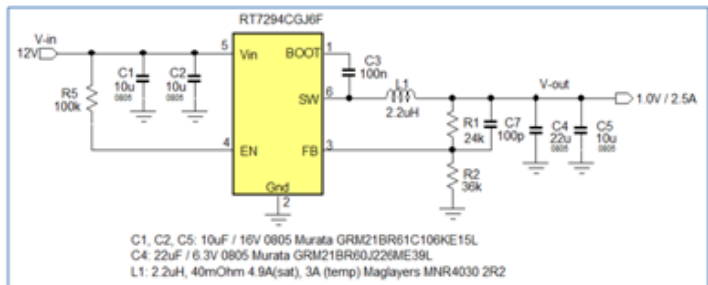 RT7294CGJ6F
V-in
12V
R5
100k
C1
10u
0805
C2
10u
0805
5
Vin
BOOT
1
C3
100n
SW
6
L1
2.2uH
4
EN
FB
3
Gnd
2
R1
24k
C7
100p
R2
36k
V-out
C4
22u
0805
C5
10u
0805
1.0V / 2.5A
C1, C2, C5: 10uF / 16V 0805 Murata GRM21BR61C106KE15L
C4: 22uF / 6.3V 0805 Murata GRM21BR60J226ME39L
L1: 2.2uH, 40mOhm 4.9A(sat), 3A (temp) Maglayers MNR4030 2R2